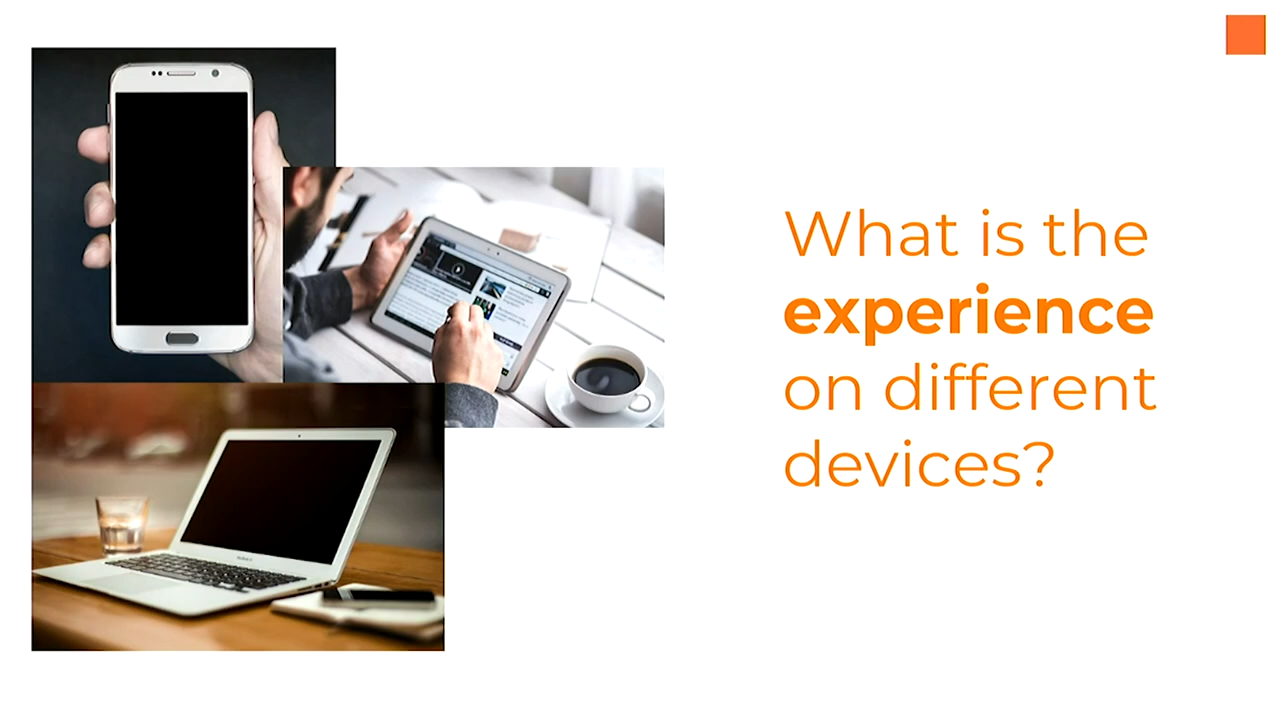 What is the
experience
on different
devices?